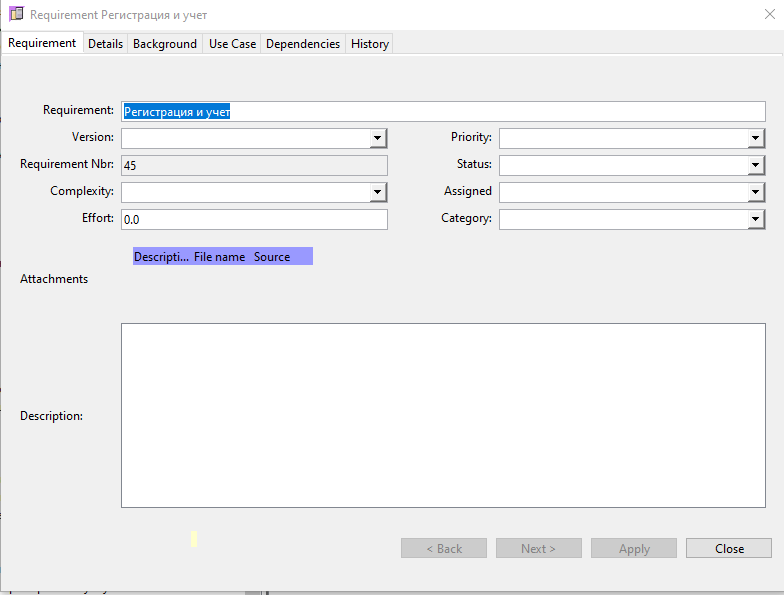 Requirement Регистрация и учет
Requirement Details Background Use Case Dependencies History
Requirement: Регистрация и учет
Version: Priority:
Requirement Nbr: 45 Status:
Complexity: Assigned
Effort: 0.0 Category:
Descripti... File name Source
Attachments
Description:
< Back Next > Apply Close